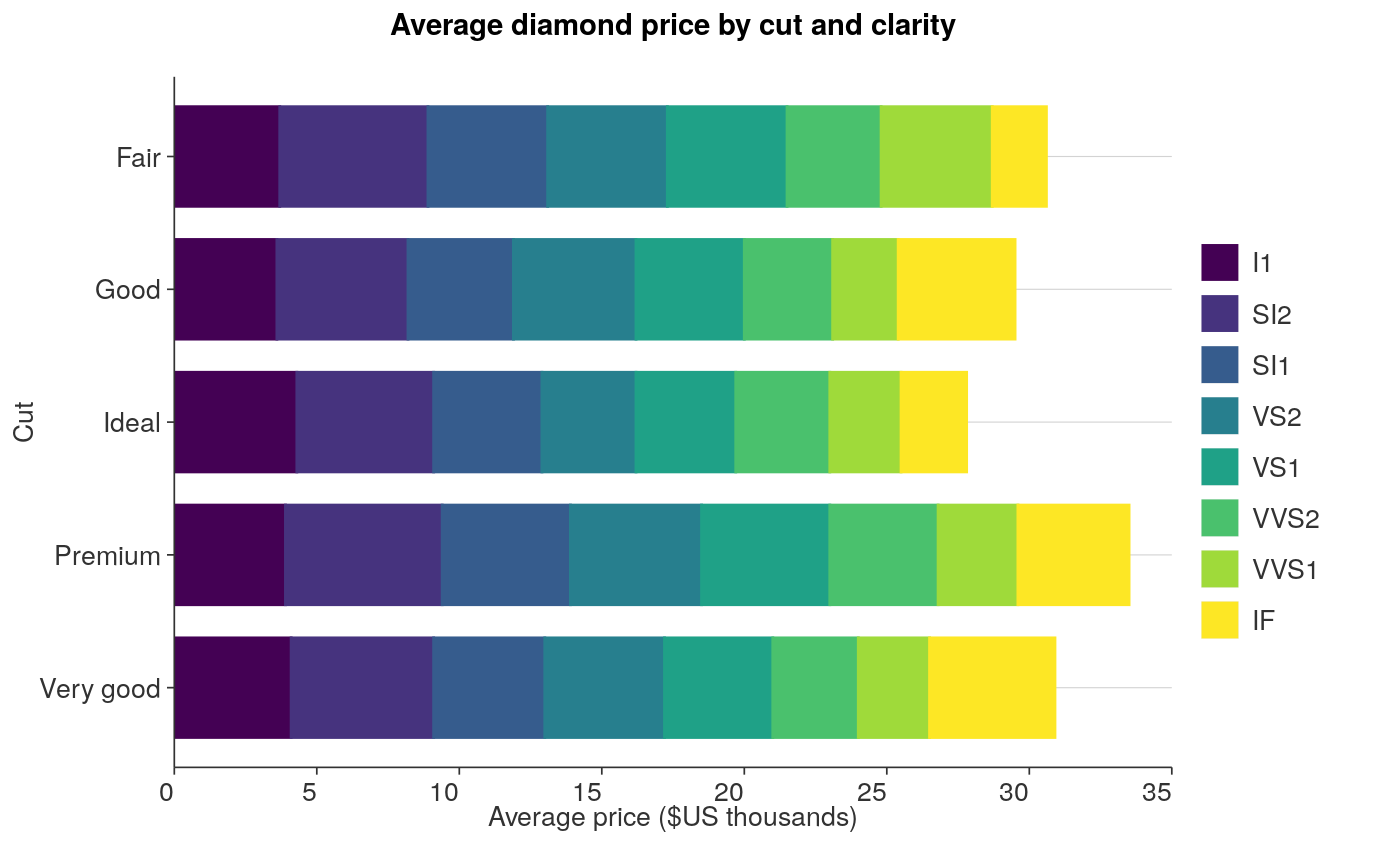 Average diamond price by cut and clarity
Cut
Fair
Good
Ideal
Premium
Very good
0 5 10 15 20 25 30 35
Average price ($US thousands)
I1
SI2
SI1
VS2
VS1
VVS2
VVS1
IF